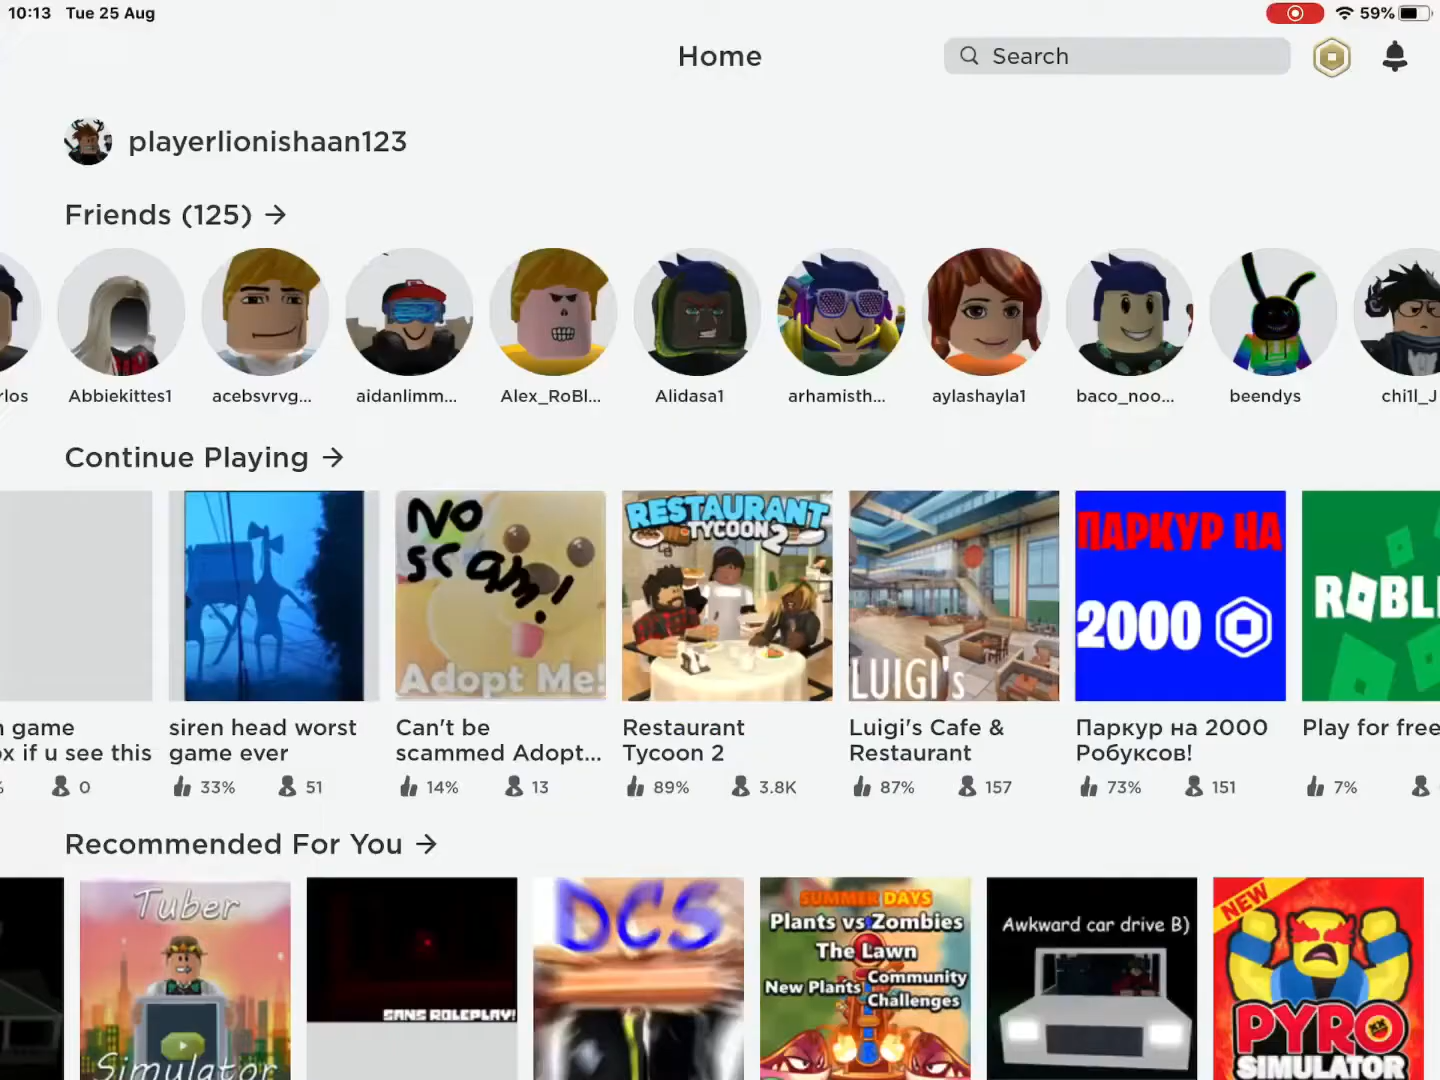 10:13 Tue 25 Aug
59%
Home
Search
playerlionishaan123
Friends (125) →
rlos
Abbiekittes1
acebsvrvg...
aidanlimm...
Alex_RoBl...
Alidasa1
arhamisth...
aylashayla1
baco_noo...
beendys
chi1l_J
Continue Playing →
NO
SCam!
Adopt Me!
RESTAURANT
TYCOON 2
LUIGI's
ПАРКУР НА
2000
ROBL
game
x if u see this
0
siren head worst
game ever
33% 51
Can't be
scammed Adopt...
14% 13
Restaurant
Tycoon 2
89% 3.8K
Luigi's Cafe &
Restaurant
87% 157
Паркур на 2000
Робуксов!
73% 151
Play for free
7%
Recommended For You →
Tuber
Simulator
SANS ROLEPLAY!
DCS
SUMMER DAYS
Plants vs Zombies
The Lawn
New Plants Community
Challenges
Awkward car drive B)
NEW
PYRO
SIMULATOR